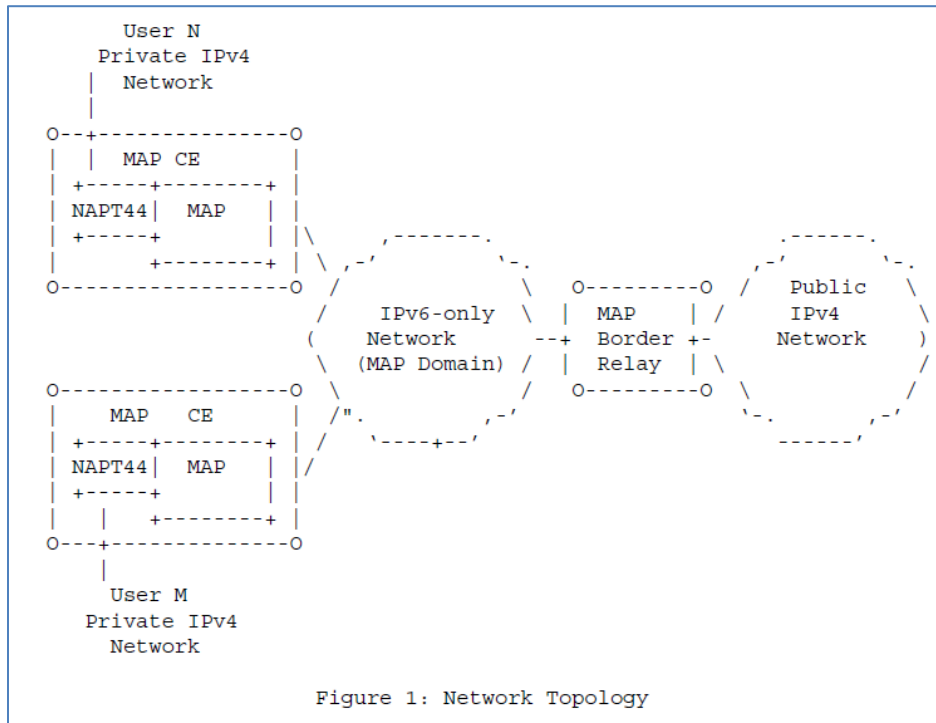 User N
Private IPv4
Network
MAP CE
NAPT44
MAP
IPv6-only
Network
(MAP Domain)
MAP
Border
Relay
Public
IPv4
Network
MAP CE
NAPT44
MAP
User M
Private IPv4
Network
Figure 1: Network Topology